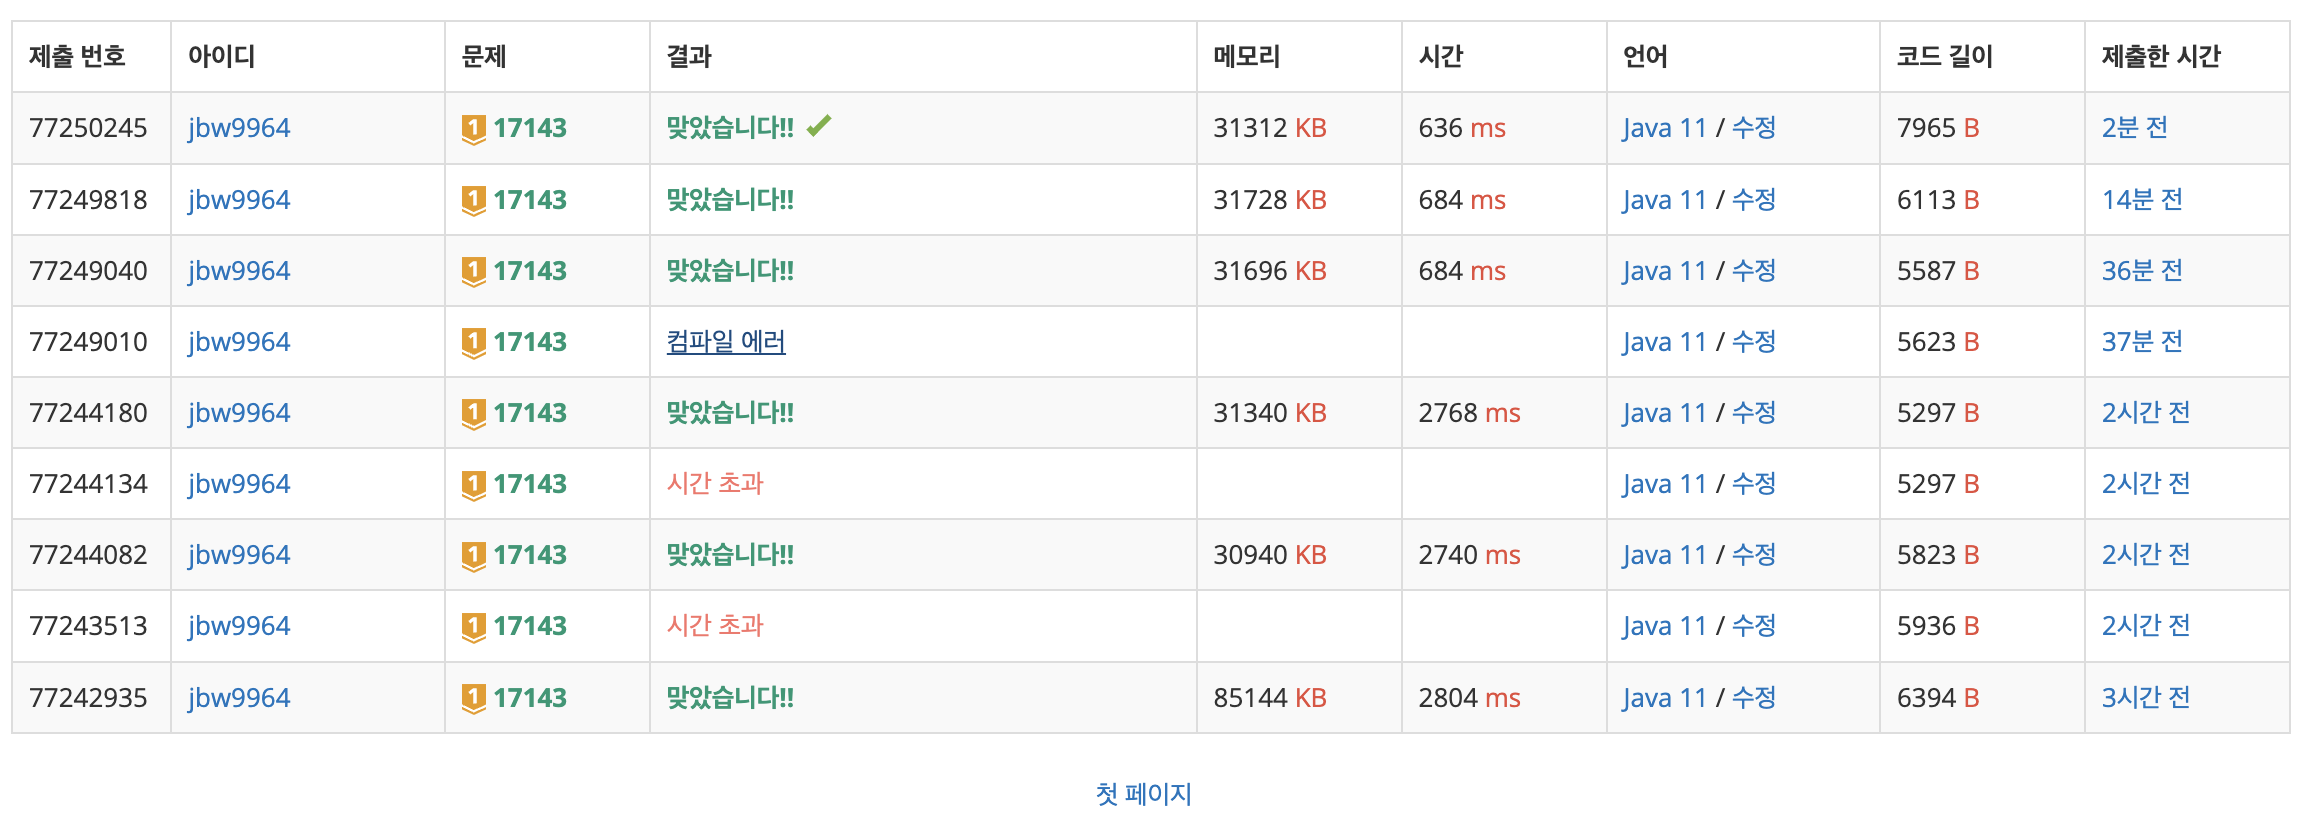 제출 번호 아이디 문제 결과 메모리 시간 언어 코드 길이 제출한 시간
77250245 jbw9964 1 17143 맞았습니다!! 31312 KB 636 ms Java 11 / 수정 7965 B 2분 전
77249818 jbw9964 1 17143 맞았습니다!! 31728 KB 684 ms Java 11 / 수정 6113 B 14분 전
77249040 jbw9964 1 17143 맞았습니다!! 31696 KB 684 ms Java 11 / 수정 5587 B 36분 전
77249010 jbw9964 1 17143 컴파일 에러 Java 11 / 수정 5623 B 37분 전
77244180 jbw9964 1 17143 맞았습니다!! 31340 KB 2768 ms Java 11 / 수정 5297 B 2시간 전
77244134 jbw9964 1 17143 시간 초과 Java 11 / 수정 5297 B 2시간 전
77244082 jbw9964 1 17143 맞았습니다!! 30940 KB 2740 ms Java 11 / 수정 5823 B 2시간 전
77243513 jbw9964 1 17143 시간 초과 Java 11 / 수정 5936 B 2시간 전
77242935 jbw9964 1 17143 맞았습니다!! 85144 KB 2804 ms Java 11 / 수정 6394 B 3시간 전
첫 페이지